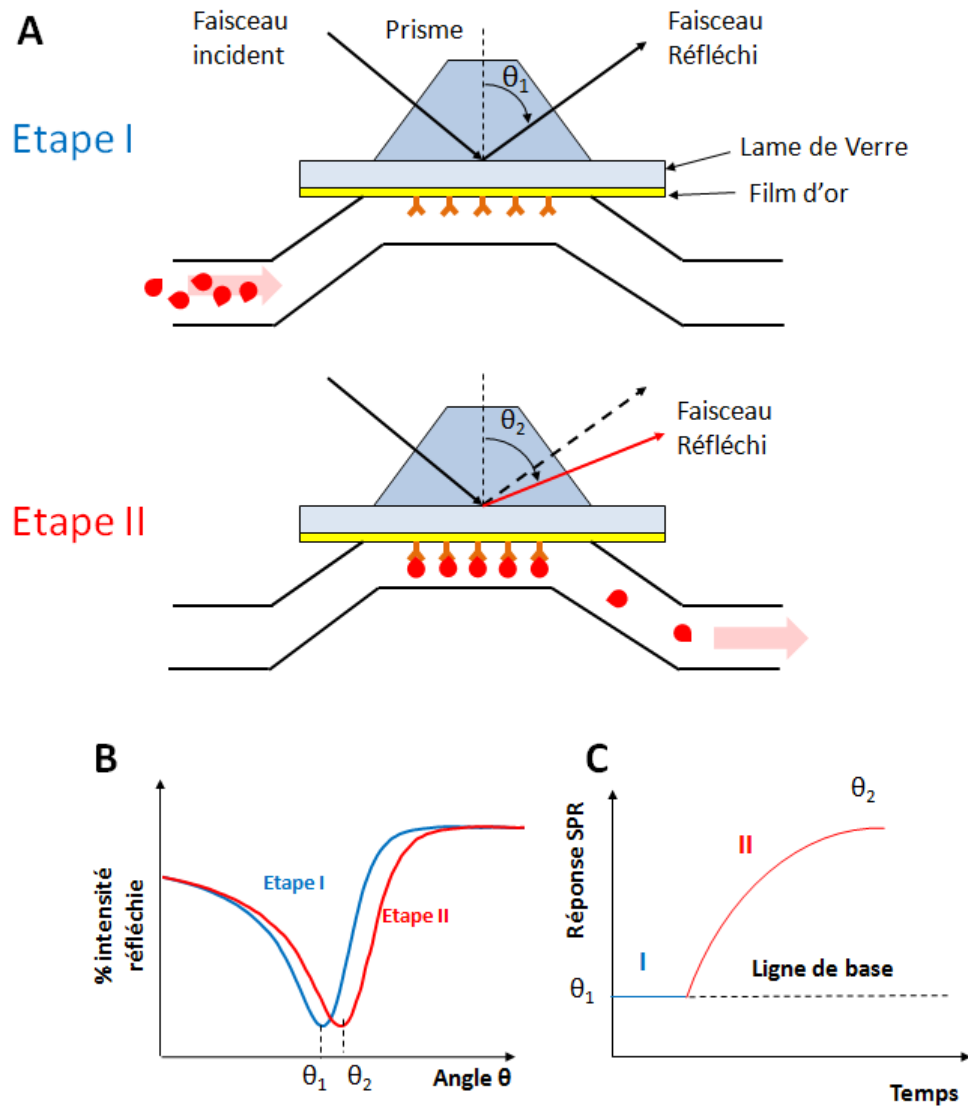 A
Faisceau
incident
Prisme
Faisceau
Réfléchi
θ1
Etape I
Lame de Verre
Film d'or
θ2
Faisceau
Réfléchi
Etape II
B
% intensité
réfléchie
Etape I
Etape II
θ1
θ2
Angle θ
C
Réponse SPR
θ2
II
I
Ligne de base
θ1
Temps